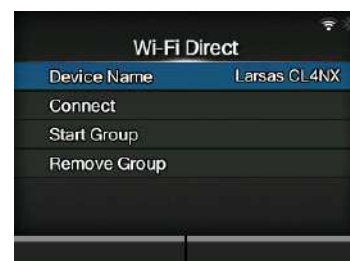 Wi-Fi Direct
Device Name Larsas CL4NX
Connect
Start Group
Remove Group